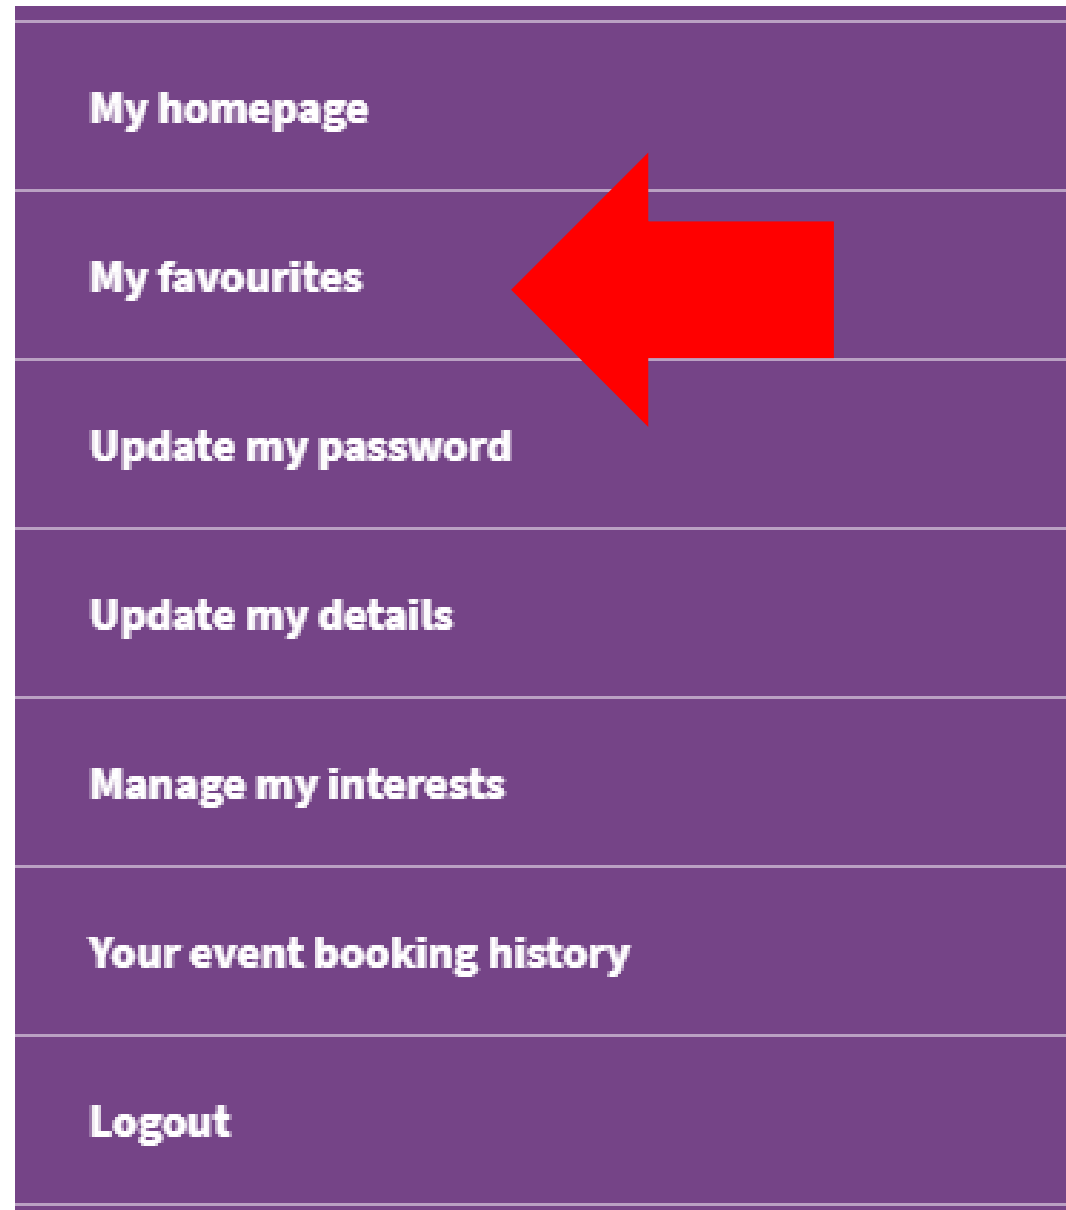 My homepage
My favourites
Update my password
Update my details
Manage my interests
Your event booking history
Logout